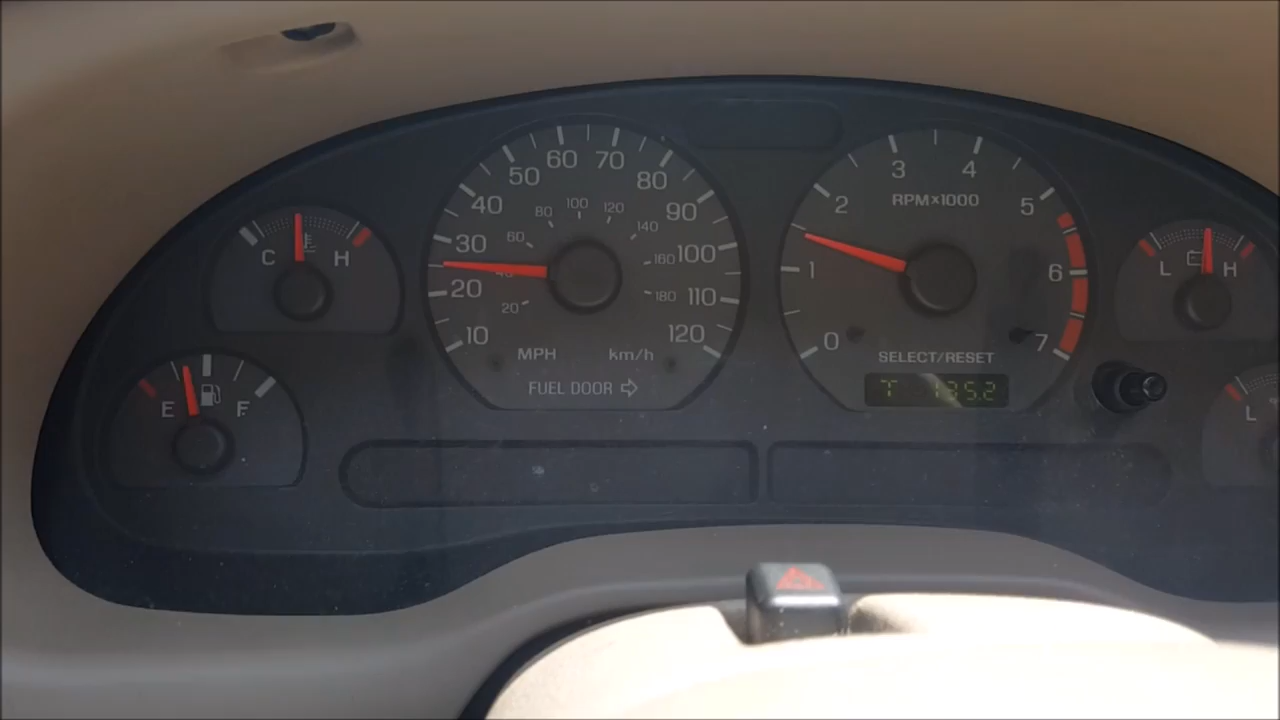 C H
E F
10 20 30 40 50 60 70 80 90 100 110 120
20 40 60 80 100 120 140 160 180
MPH km/h
FUEL DOOR
0 1 2 3 4 5 6 7
RPM×1000
SELECT/RESET
T 135.2
L H
L